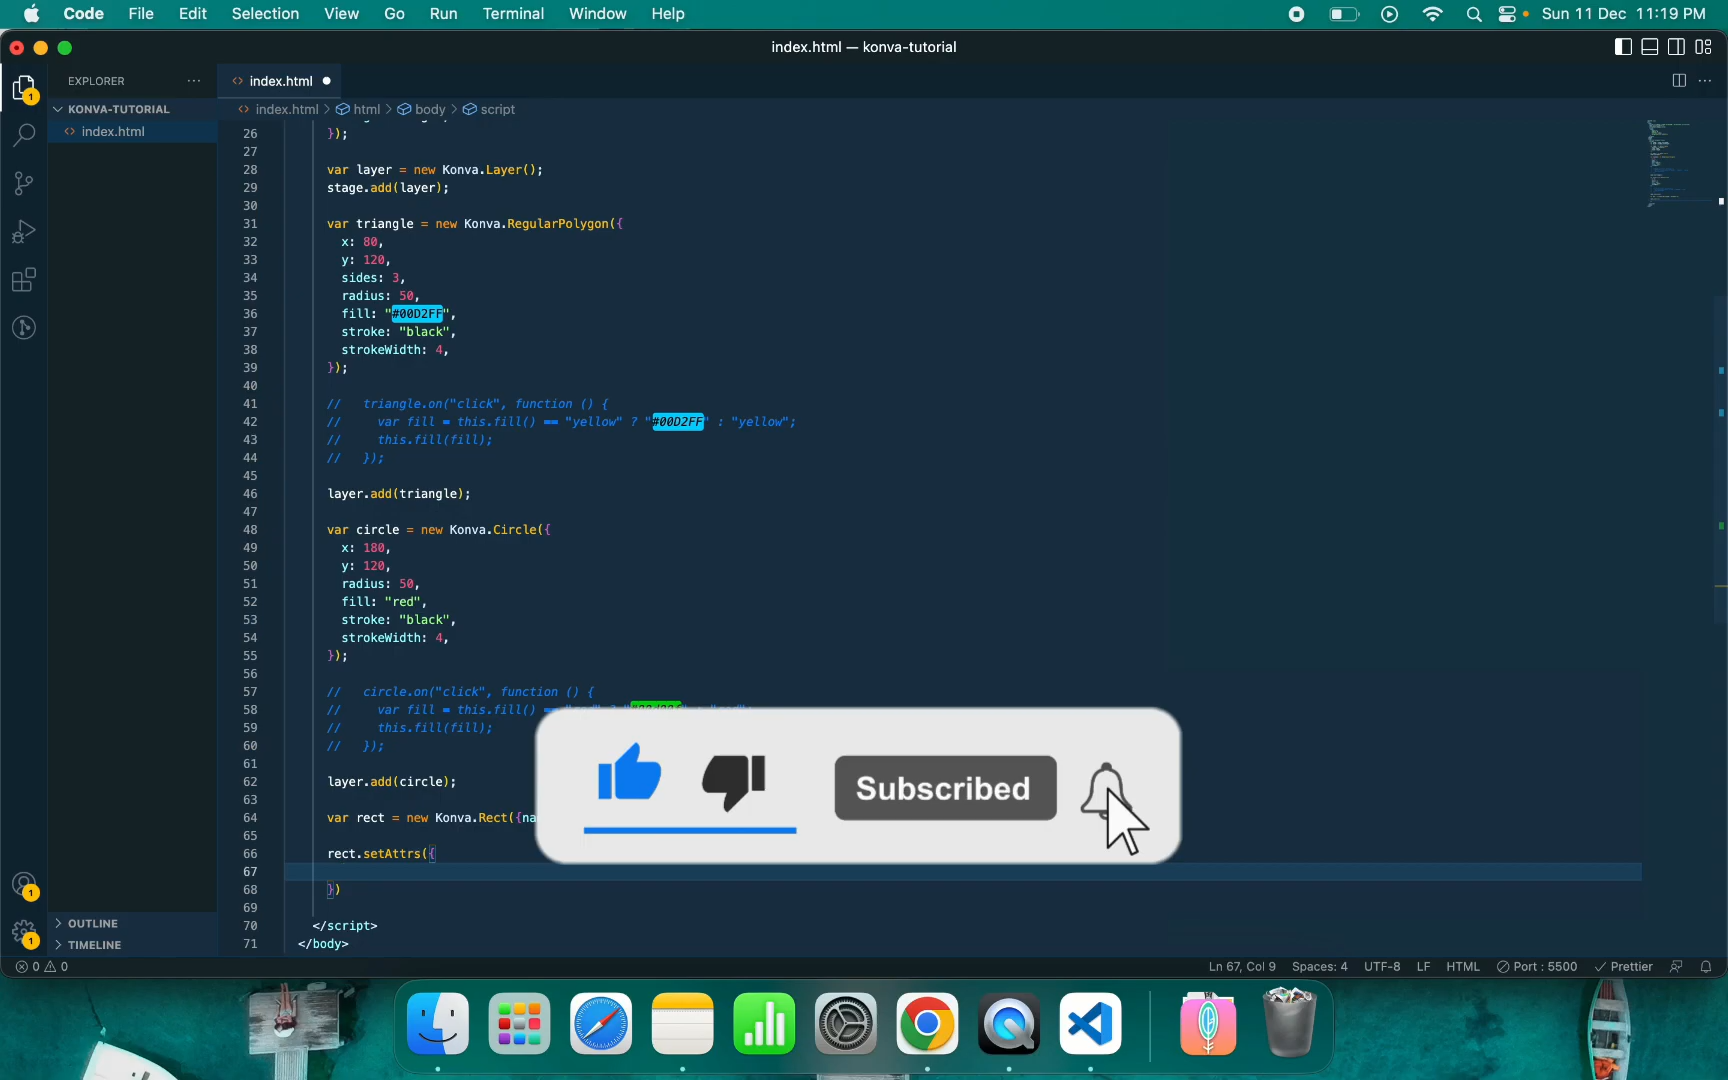 Code File Edit Selection View Go Run Terminal Window Help Sun 11 Dec 11:19 PM
index.html — konva-tutorial
EXPLORER ··· index.html
KONVA-TUTORIAL index.html > html > body > script
index.html
26 });
27
28 var layer = new Konva.Layer();
29 stage.add(layer);
30
31 var triangle = new Konva.RegularPolygon({
32 x: 80,
33 y: 120,
34 sides: 3,
35 radius: 50,
36 fill: "#00D2FF",
37 stroke: "black",
38 strokeWidth: 4,
39 });
40
41 // triangle.on("click", function () {
42 // var fill = this.fill() == "yellow" ? "#00D2FF" : "yellow";
43 // this.fill(fill);
44 // });
45
46 layer.add(triangle);
47
48 var circle = new Konva.Circle({
49 x: 180,
50 y: 120,
51 radius: 50,
52 fill: "red",
53 stroke: "black",
54 strokeWidth: 4,
55 });
56
57 // circle.on("click", function () {
58 // var fill = this.fill()
59 // this.fill(fill);
60 // });
61
62 layer.add(circle);
63
64 var rect = new Konva.Rect({na
65
66 rect.setAttrs({
67
68 })
69
70 </script>
71 </body>
Subscribed
1
1
1
OUTLINE
TIMELINE
0 0 Ln 67, Col 9 Spaces: 4 UTF-8 LF HTML Port : 5500 Prettier